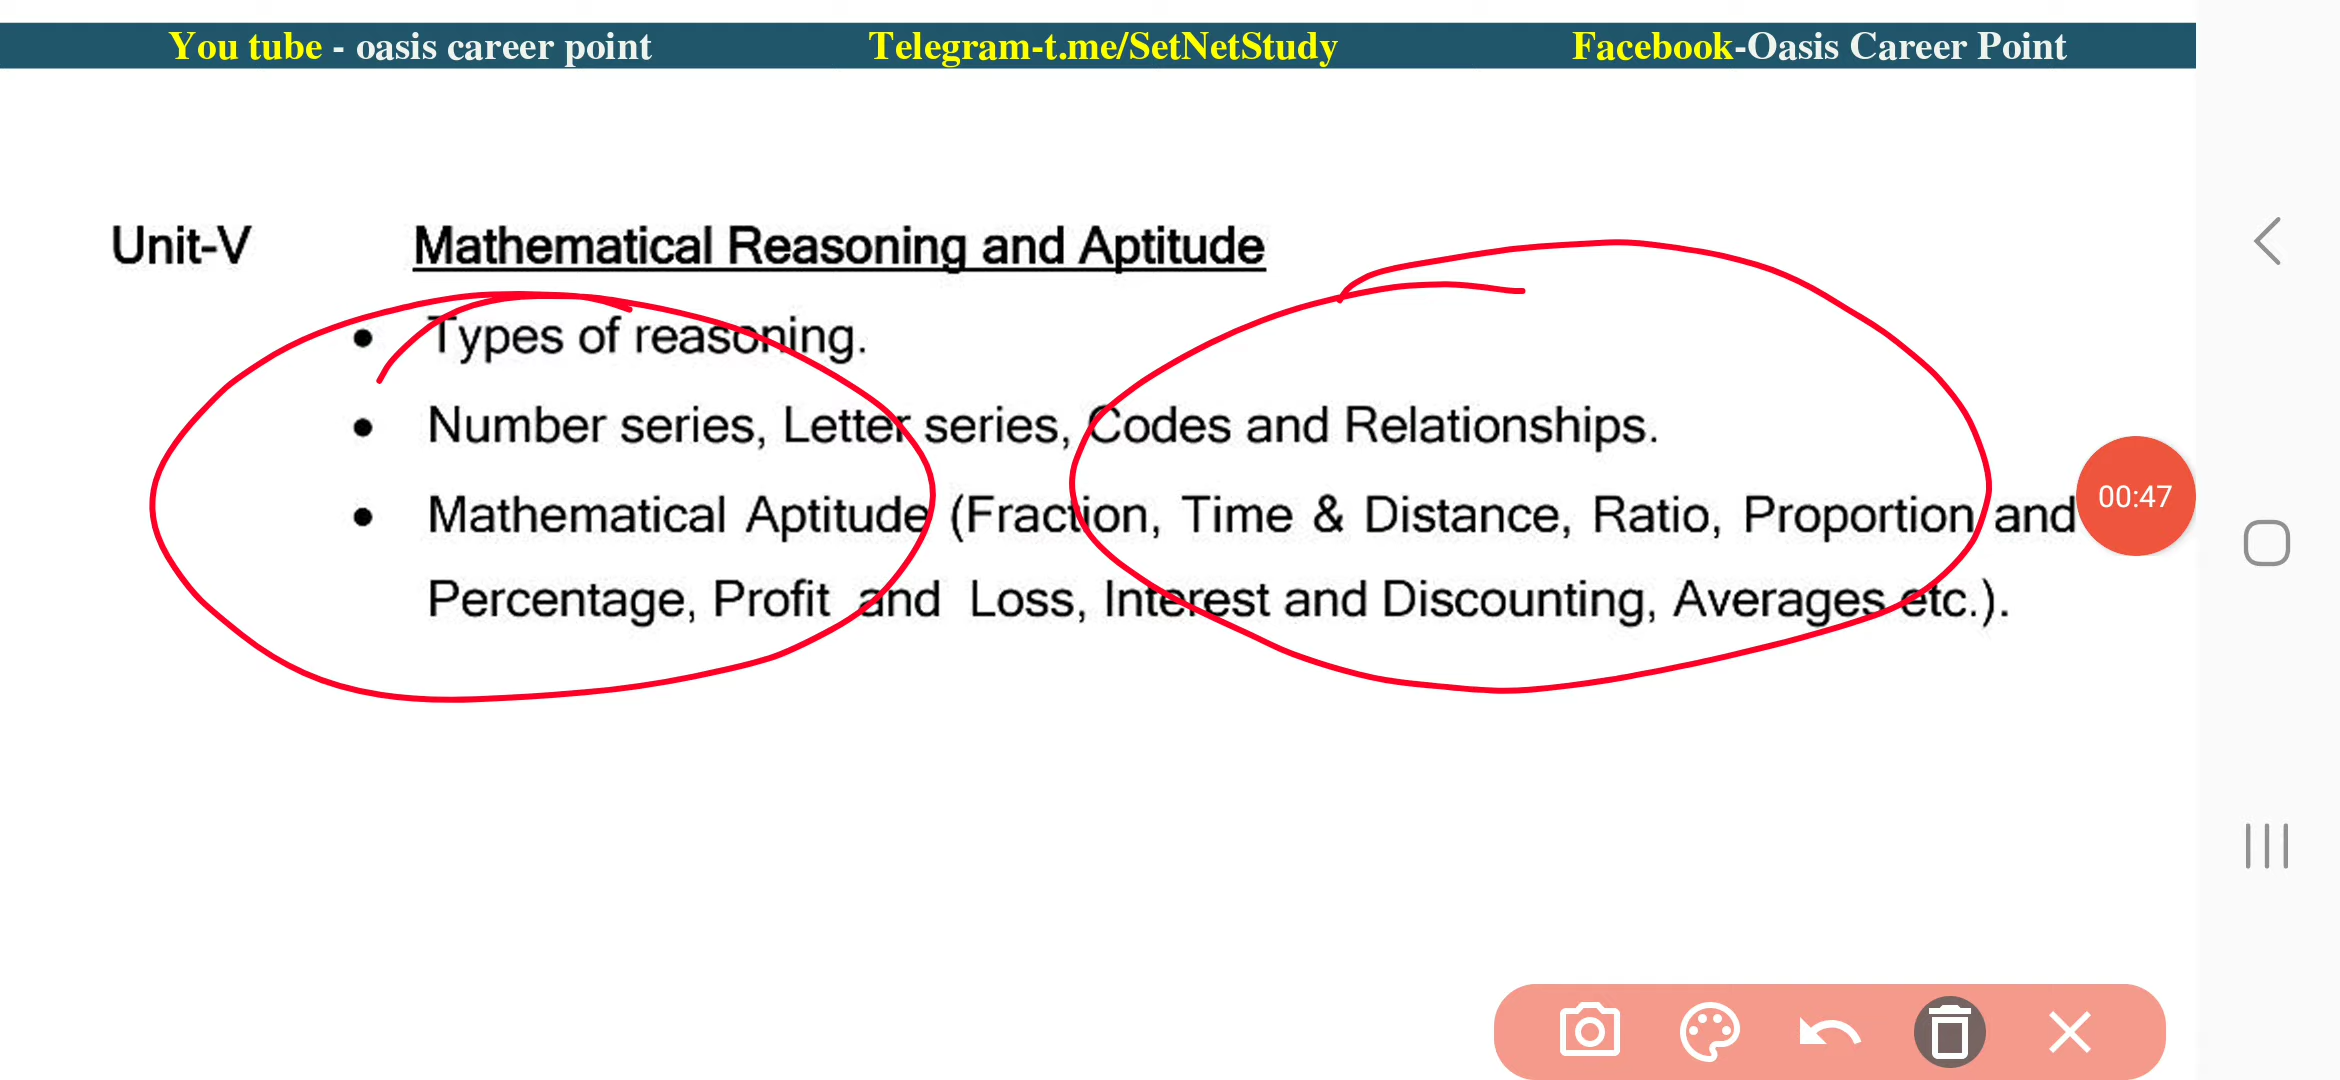 You tube - oasis career point Telegram-t.me/SetNetStudy Facebook-Oasis Career Point
Unit-V Mathematical Reasoning and Aptitude
• Types of reasoning.
• Number series, Letter series, Codes and Relationships.
• Mathematical Aptitude (Fraction, Time & Distance, Ratio, Proportion and
Percentage, Profit and Loss, Interest and Discounting, Averages etc.).
00:47